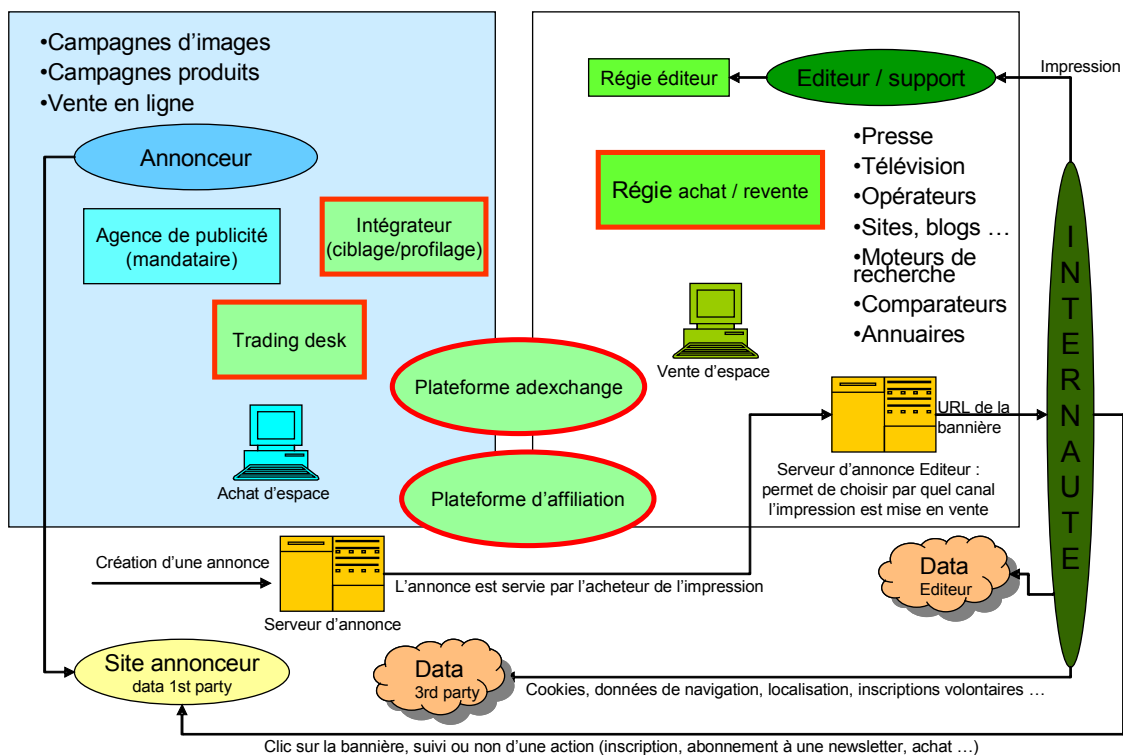 •Campagnes d'images
•Campagnes produits
•Vente en ligne
Annonceur
Agence de publicité
(mandataire)
Intégrateur
(ciblage/profilage)
Trading desk
Achat d'espace
Plateforme adexchange
Plateforme d'affiliation
Régie éditeur
Editeur / support
Impression
Régie achat / revente
•Presse
•Télévision
•Opérateurs
•Sites, blogs …
•Moteurs de
recherche
•Comparateurs
•Annuaires
Vente d'espace
URL de la
bannière
Serveur d'annonce Editeur :
permet de choisir par quel canal
l'impression est mise en vente
INTERNAUTE
Création d'une annonce
Serveur d'annonce
L'annonce est servie par l'acheteur de l'impression
Data
Editeur
Site annonceur
data 1st party
Data
3rd party
Cookies, données de navigation, localisation, inscriptions volontaires …
Clic sur la bannière, suivi ou non d'une action (inscription, abonnement à une newsletter, achat …)